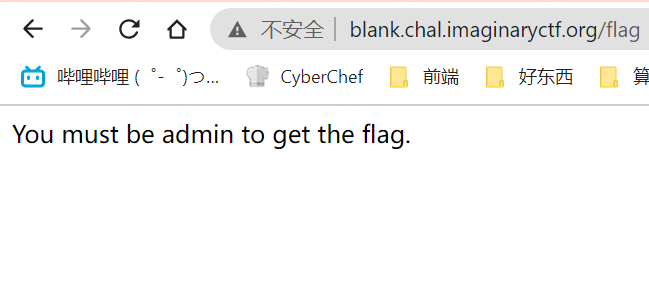 不安全 | blank.chal.imaginaryctf.org/flag
哔哩哔哩 ( ゜- ゜)つ... CyberChef 前端 好东西 算
You must be admin to get the flag.